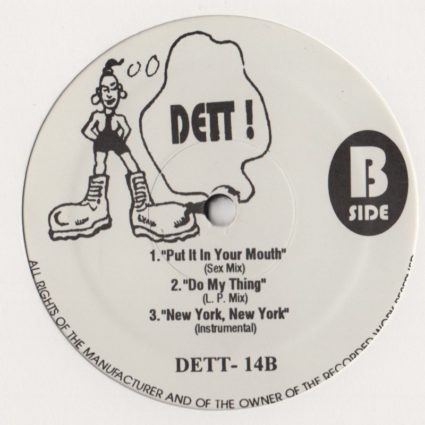 DETT!
B
SIDE
1. "Put It In Your Mouth"
(Sex Mix)
2. "Do My Thing"
(L. P. Mix)
3. "New York, New York"
(Instrumental)
DETT- 14B
ALL RIGHTS OF THE MANUFACTURER AND OF THE OWNER OF THE RECORDED WORK